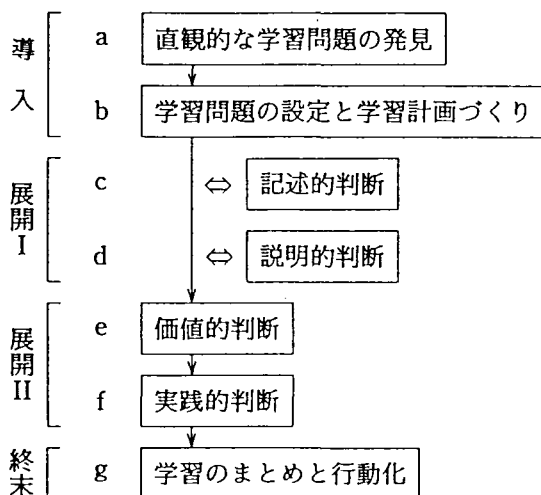 導入
a 直観的な学習問題の発見
b 学習問題の設定と学習計画づくり
展開I
c ⇔ 記述的判断
d ⇔ 説明的判断
展開II
e 価値的判断
f 実践的判断
終末
g 学習のまとめと行動化